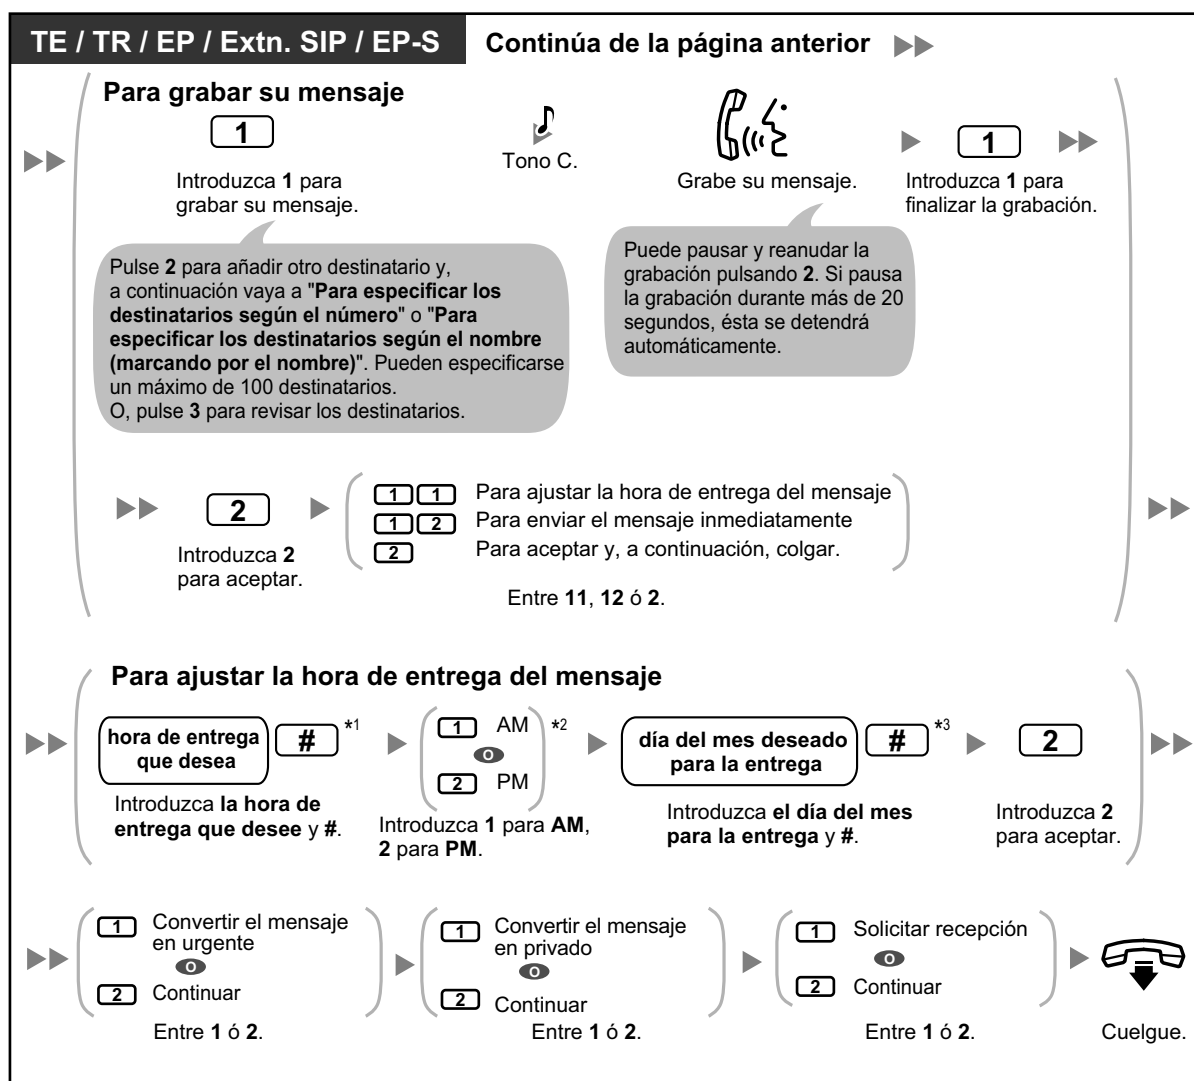 TE / TR / EP / Extn. SIP / EP-S
Continúa de la página anterior
Para grabar su mensaje
1
Introduzca 1 para
grabar su mensaje.
Tono C.
Grabe su mensaje.
1
Introduzca 1 para
finalizar la grabación.
Pulse 2 para añadir otro destinatario y,
a continuación vaya a "Para especificar los
destinatarios según el número" o "Para
especificar los destinatarios según el nombre
(marcando por el nombre)". Pueden especificarse
un máximo de 100 destinatarios.
O, pulse 3 para revisar los destinatarios.
Puede pausar y reanudar la
grabación pulsando 2. Si pausa
la grabación durante más de 20
segundos, ésta se detendrá
automáticamente.
2
Introduzca 2
para aceptar.
1 1 Para ajustar la hora de entrega del mensaje
1 2 Para enviar el mensaje inmediatamente
2 Para aceptar y, a continuación, colgar.
Entre 11, 12 ó 2.
Para ajustar la hora de entrega del mensaje
hora de entrega
que desea
# *1
Introduzca la hora de
entrega que desee y #.
1 AM
O
2 PM
*2
Introduzca 1 para AM,
2 para PM.
día del mes deseado
para la entrega
# *3
Introduzca el día del mes
para la entrega y #.
2
Introduzca 2
para aceptar.
1 Convertir el mensaje
en urgente
O
2 Continuar
Entre 1 ó 2.
1 Convertir el mensaje
en privado
O
2 Continuar
Entre 1 ó 2.
1 Solicitar recepción
O
2 Continuar
Entre 1 ó 2.
Cuelgue.